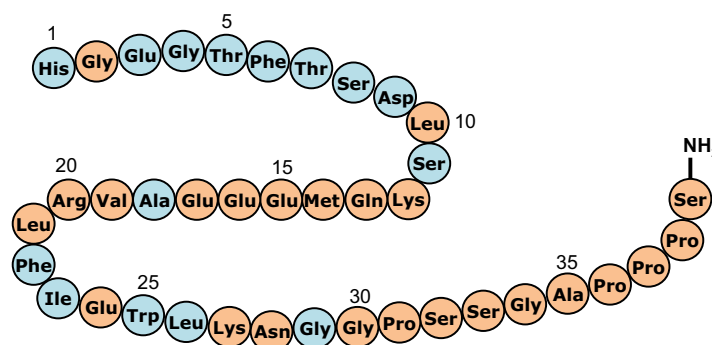 1 5
His Gly Glu Gly Thr Phe Thr Ser Asp Leu 10
Ser
20 15
Arg Val Ala Glu Glu Glu Met Gln Lys
Leu
Phe
25 30 35
Ile Glu Trp Leu Lys Asn Gly Gly Pro Ser Ser Gly Ala Pro Pro Pro Ser
NH